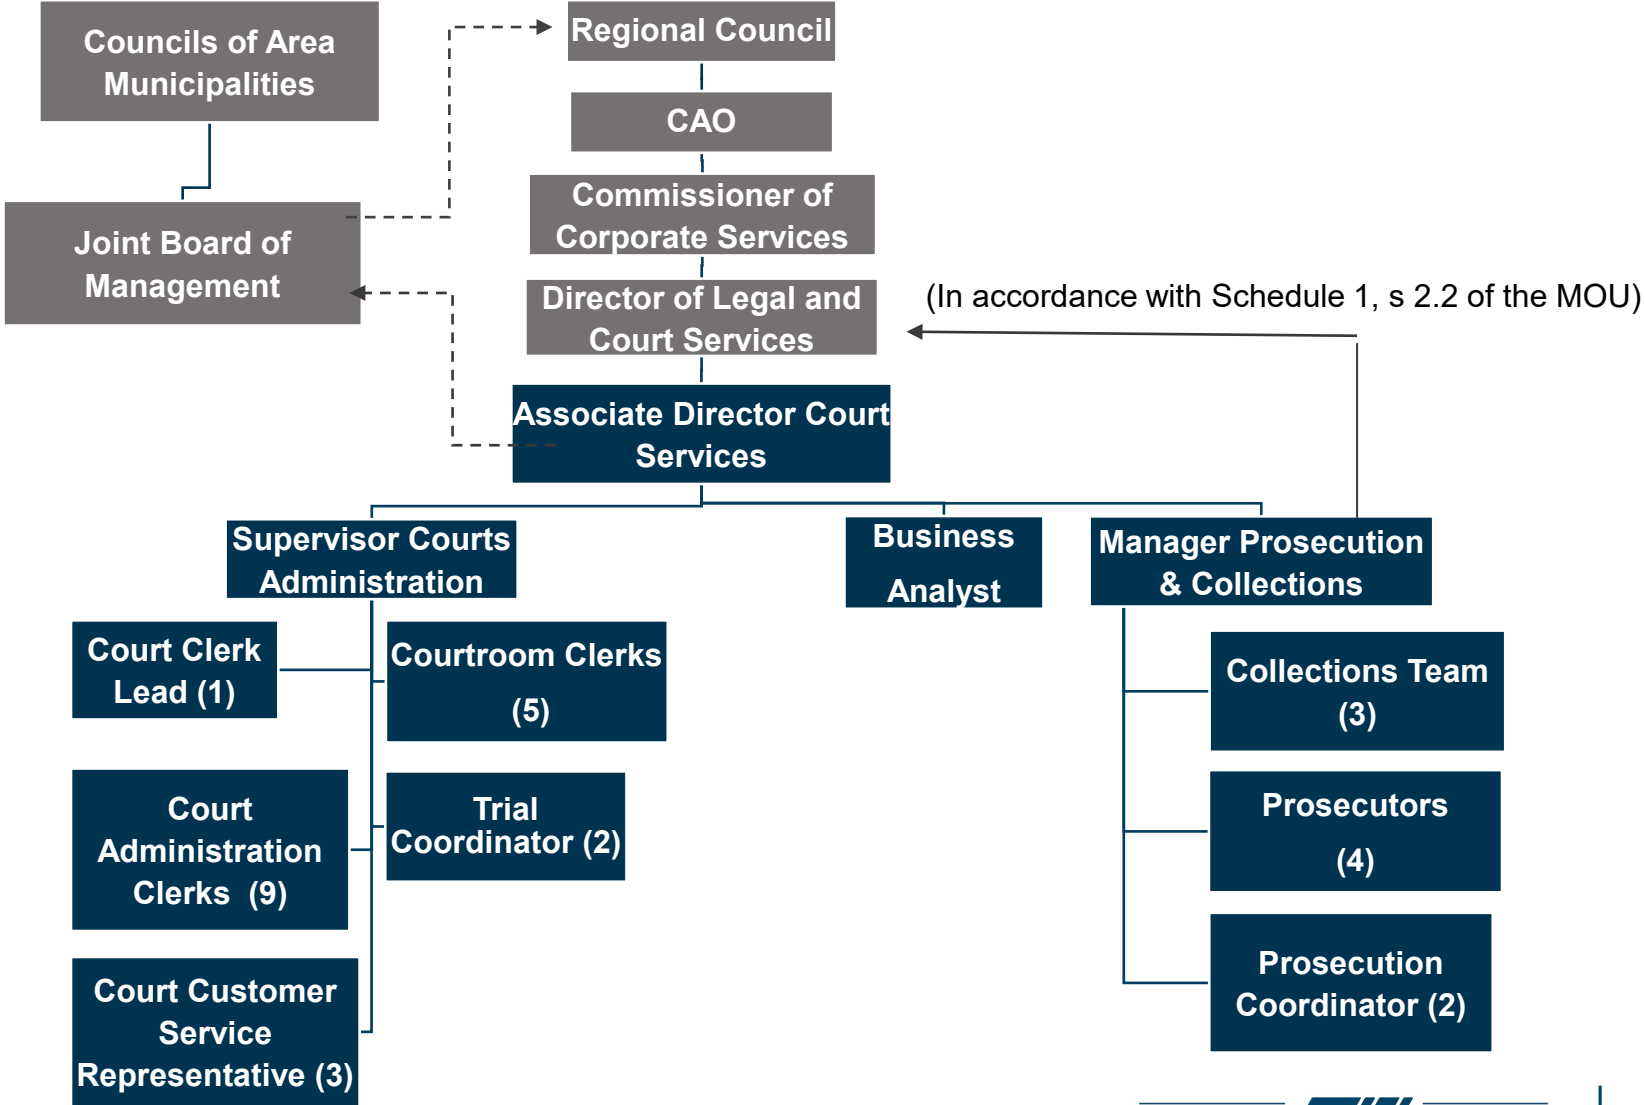 Councils of Area
Municipalities
Regional Council
CAO
Commissioner of
Corporate Services
Joint Board of
Management
Director of Legal and
Court Services
(In accordance with Schedule 1, s 2.2 of the MOU)
Associate Director Court
Services
Supervisor Courts
Administration
Business
Analyst
Manager Prosecution
& Collections
Court Clerk
Lead (1)
Courtroom Clerks
(5)
Collections Team
(3)
Court
Administration
Clerks (9)
Trial
Coordinator (2)
Prosecutors
(4)
Court Customer
Service
Representative (3)
Prosecution
Coordinator (2)